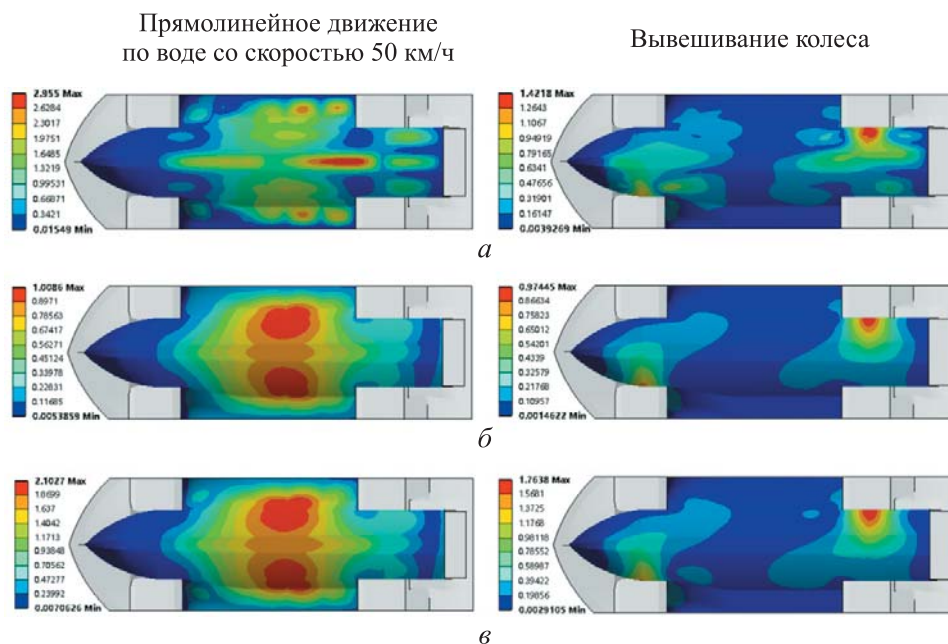 Прямолинейное движение
по воде со скоростью 50 км/ч
Вывешивание колеса
2.955 Max
2.6284
2.3017
1.9751
1.6485
1.3219
0.99531
0.66871
0.3421
0.01549 Min
1.4218 Max
1.2643
1.1067
0.94919
0.79165
0.6341
0.47656
0.31901
0.16147
0.0039269 Min
а
1.0086 Max
0.8971
0.78563
0.67417
0.56271
0.45124
0.33978
0.22831
0.11685
0.0053859 Min
0.97445 Max
0.86634
0.75823
0.65012
0.54201
0.4339
0.32579
0.21768
0.10957
0.0014622 Min
б
2.1027 Max
1.8699
1.637
1.4042
1.1713
0.93848
0.70562
0.47277
0.23992
0.0070626 Min
1.7638 Max
1.5681
1.3725
1.1768
0.98118
0.78552
0.58987
0.39422
0.19856
0.0029105 Min
в